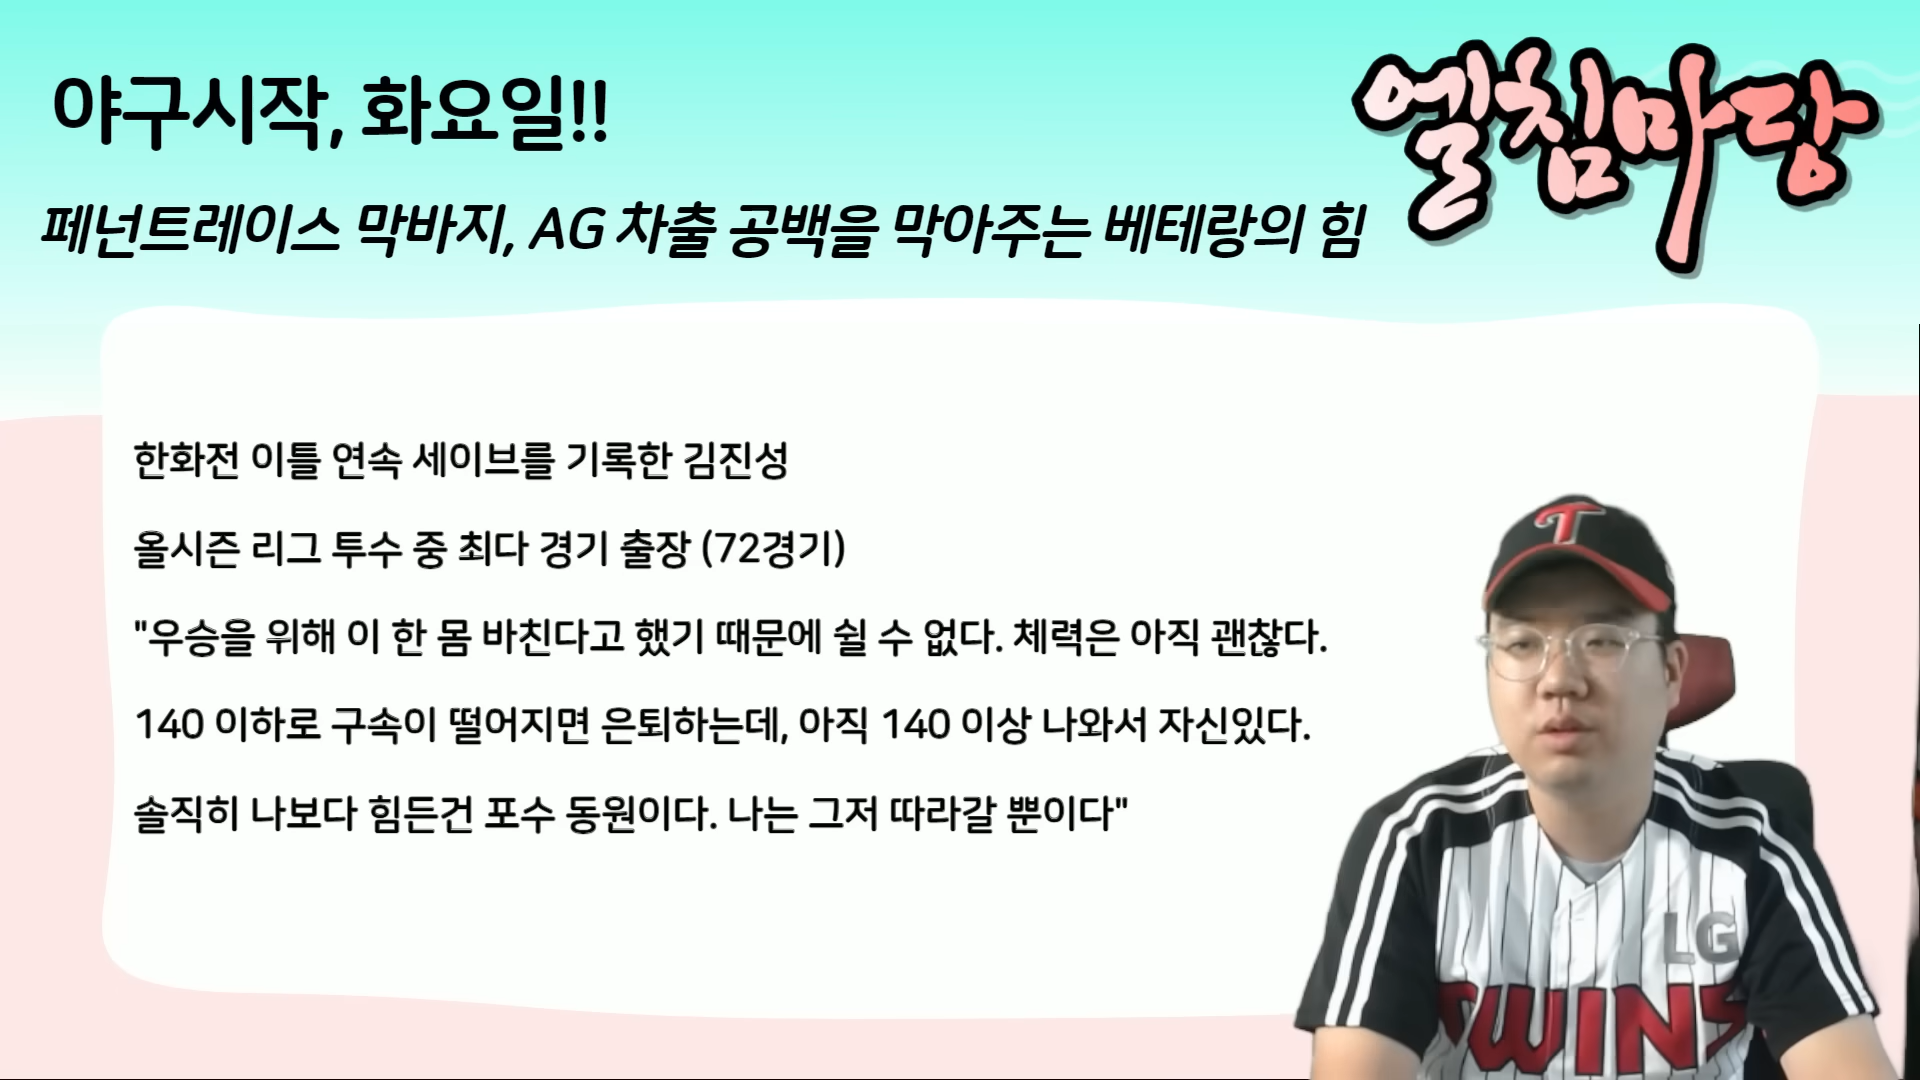 야구시작, 화요일!!
엘침마당
페넌트레이스 막바지, AG 차출 공백을 막아주는 베테랑의 힘
한화전 이틀 연속 세이브를 기록한 김진성
올시즌 리그 투수 중 최다 경기 출장 (72경기)
"우승을 위해 이 한 몸 바친다고 했기 때문에 쉴 수 없다. 체력은 아직 괜찮다.
140 이하로 구속이 떨어지면 은퇴하는데, 아직 140 이상 나와서 자신있다.
솔직히 나보다 힘든건 포수 동원이다. 나는 그저 따라갈 뿐이다"
T
LG
TWINS